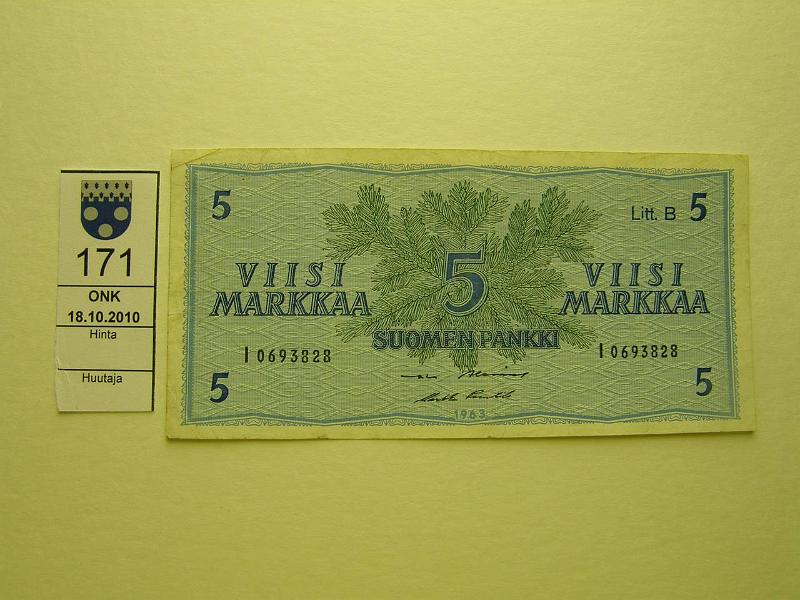 171
ONK
18.10.2010
Hinta
Huutaja
5
Litt. B 5
5
VIISI MARKKAA
VIISI MARKKAA
SUOMEN PANKKI
I 0693828
I 0693828
5
5
1963